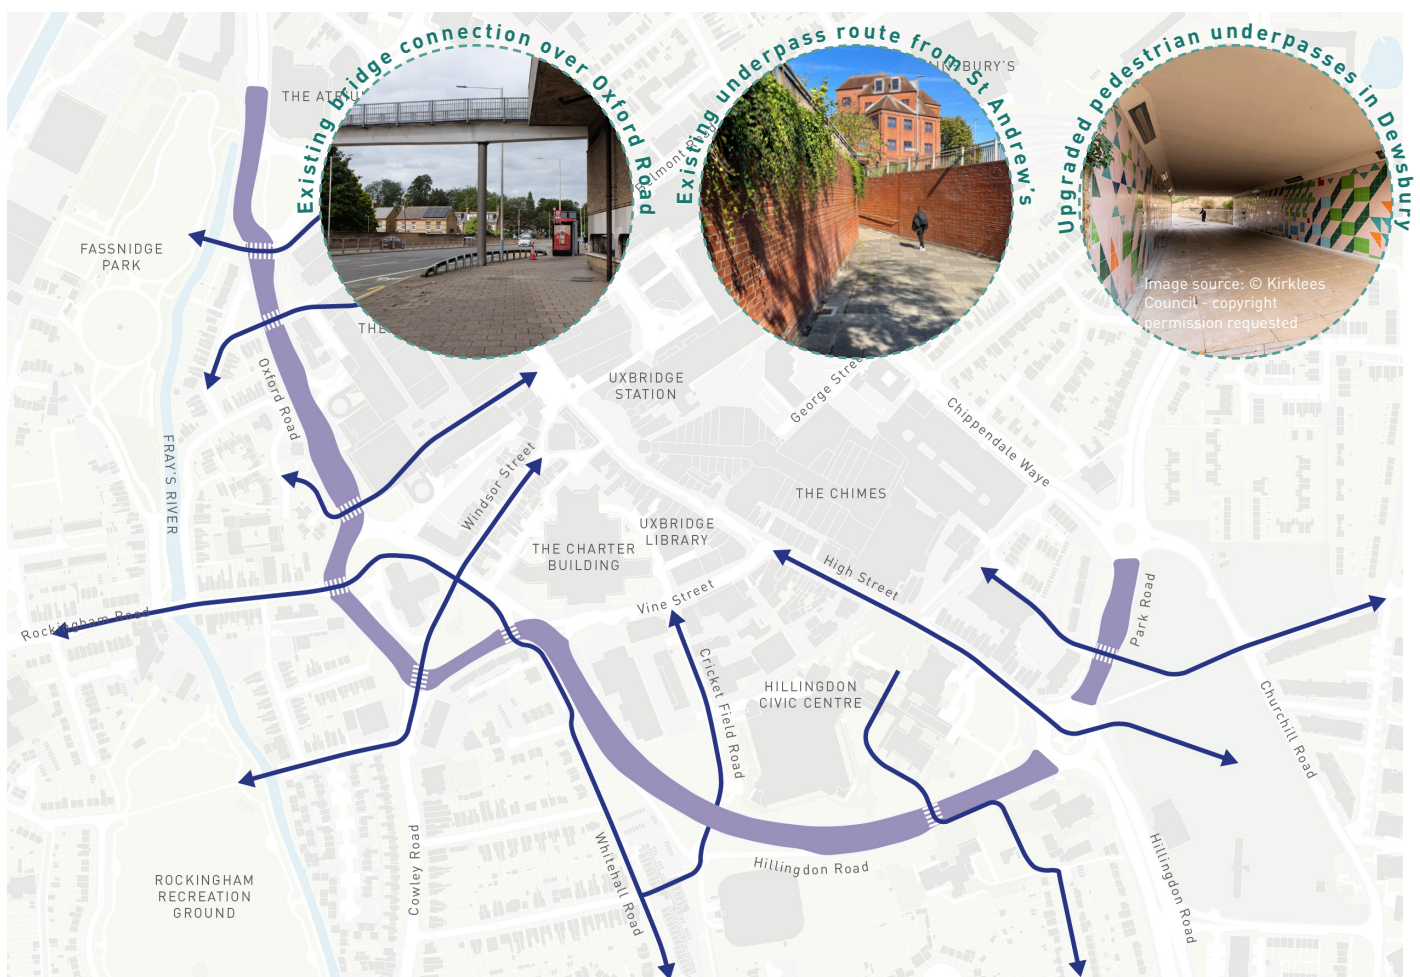 Existing bridge connection over Oxford Road
Existing underpass route from St Andrew's
Upgraded pedestrian underpasses in Dewsbury
THE ATRIU
Belmont Road
Image source: © Kirklees
Council - copyright
permission requested
FASSNIDGE
PARK
THE
Oxford Road
UXBRIDGE
STATION
George Street
Chippendale Waye
FRAY'S RIVER
Windsor Street
THE CHIMES
THE CHARTER
BUILDING
UXBRIDGE
LIBRARY
High Street
Vine Street
Park Road
Rockingham Road
Cricket Field Road
HILLINGDON
CIVIC CENTRE
Churchill Road
Cowley Road
Whitehall Road
Hillingdon Road
Hillingdon Road
ROCKINGHAM
RECREATION
GROUND